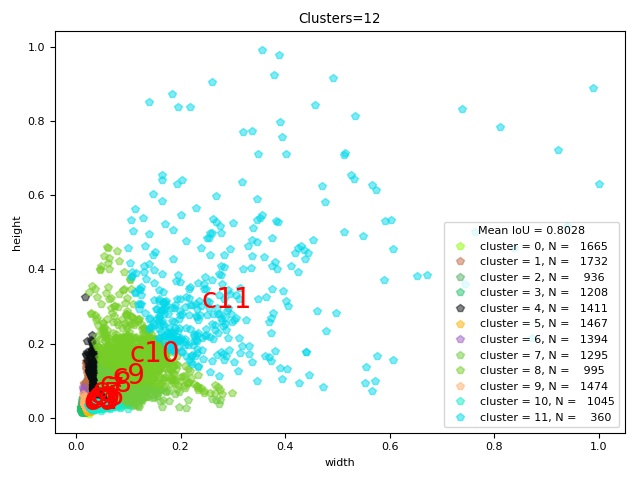 Clusters=12
1.0
0.8
0.6
0.4
0.2
0.0
height
c11
c10
c9
Mean IoU = 0.8028
cluster = 0, N = 1665
cluster = 1, N = 1732
cluster = 2, N = 936
cluster = 3, N = 1208
cluster = 4, N = 1411
cluster = 5, N = 1467
cluster = 6, N = 1394
cluster = 7, N = 1295
cluster = 8, N = 995
cluster = 9, N = 1474
cluster = 10, N = 1045
cluster = 11, N = 360
0.0 0.2 0.4 0.6 0.8 1.0
width